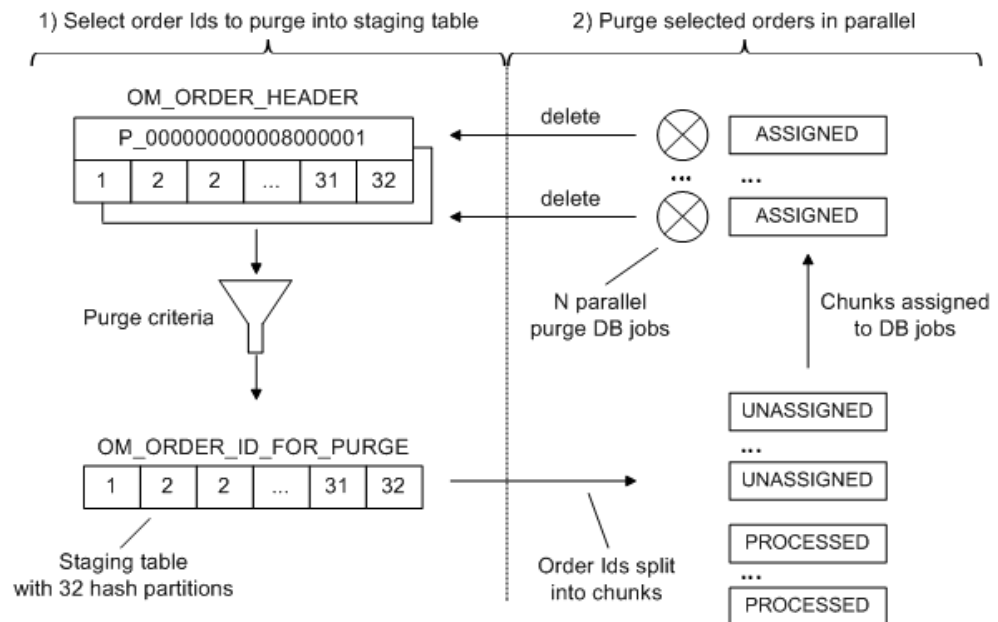 1) Select order Ids to purge into staging table
2) Purge selected orders in parallel
OM_ORDER_HEADER
P_000000000008000001
1 2 2 ... 31 32
Purge criteria
OM_ORDER_ID_FOR_PURGE
1 2 2 ... 31 32
Staging table
with 32 hash partitions
delete
ASSIGNED
... ...
delete
ASSIGNED
N parallel
purge DB jobs
Chunks assigned
to DB jobs
UNASSIGNED
...
UNASSIGNED
PROCESSED
...
PROCESSED
Order Ids split
into chunks